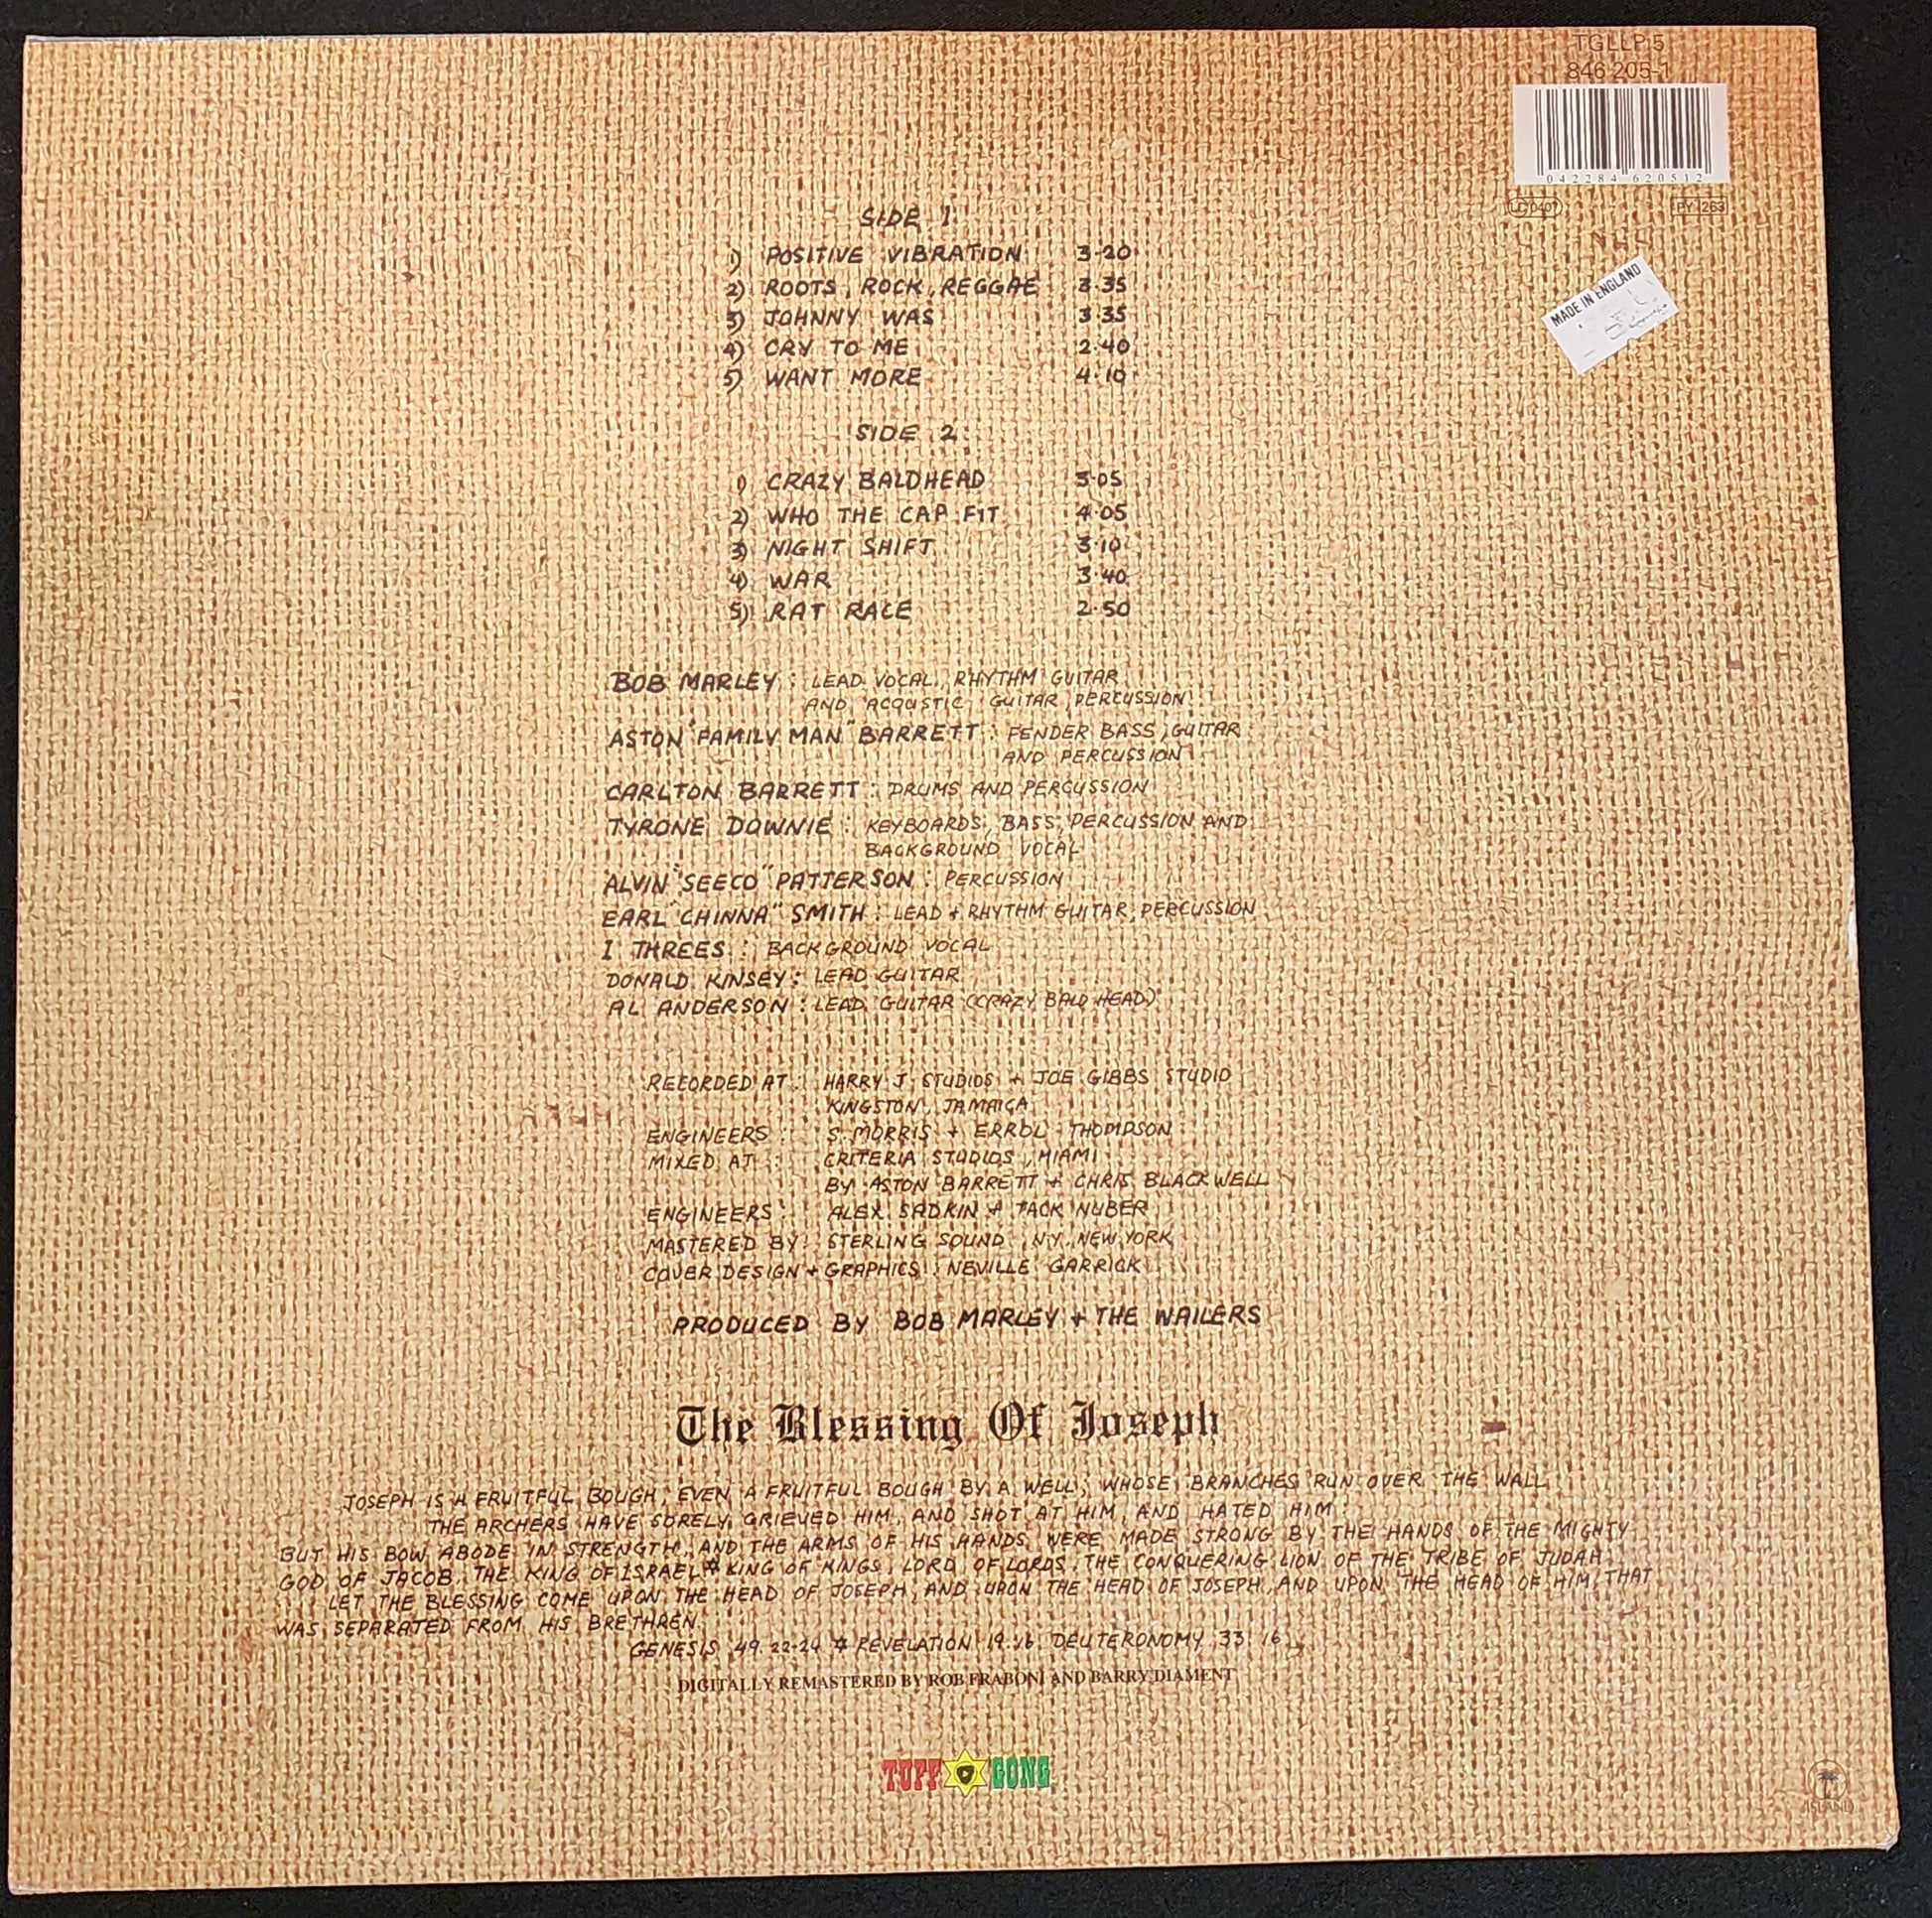 TGLLP 5
846 205-1
0 42284 62051 2
LC 0407 PY 263
MADE IN ENGLAND
SIDE 1
1) POSITIVE VIBRATION 3·20
2) ROOTS, ROCK, REGGAE 3·35
3) JOHNNY WAS 3·35
4) CRY TO ME 2·40
5) WANT MORE 4·10
SIDE 2
1) CRAZY BALDHEAD 3·05
2) WHO THE CAP FIT 4·05
3) NIGHT SHIFT 3·10
4) WAR 3·40
5) RAT RACE 2·50
BOB MARLEY : LEAD VOCAL, RHYTHM GUITAR
AND ACOUSTIC GUITAR, PERCUSSION
ASTON "FAMILY MAN" BARRETT : FENDER BASS, GUITAR
AND PERCUSSION
CARLTON BARRETT : DRUMS AND PERCUSSION
TYRONE DOWNIE : KEYBOARDS, BASS, PERCUSSION AND
BACKGROUND VOCAL
ALVIN "SEECO" PATTERSON : PERCUSSION
EARL "CHINNA" SMITH : LEAD + RHYTHM GUITAR, PERCUSSION
I THREES : BACKGROUND VOCAL
DONALD KINSEY : LEAD GUITAR
AL ANDERSON : LEAD GUITAR (CRAZY BALD HEAD)
RECORDED AT : HARRY J. STUDIOS + JOE GIBBS STUDIO
KINGSTON, JAMAICA
ENGINEERS : S. MORRIS + ERROL THOMPSON
MIXED AT : CRITERIA STUDIOS, MIAMI
BY ASTON BARRETT + CHRIS BLACKWELL
ENGINEERS : ALEX SADKIN + JACK NUBER
MASTERED BY : STERLING SOUND, N.Y. NEW YORK
COVER DESIGN + GRAPHICS : NEVILLE GARRICK
PRODUCED BY BOB MARLEY + THE WAILERS
The Blessing Of Joseph
JOSEPH IS A FRUITFUL BOUGH, EVEN A FRUITFUL BOUGH BY A WELL; WHOSE BRANCHES RUN OVER THE WALL
THE ARCHERS HAVE SORELY GRIEVED HIM, AND SHOT AT HIM, AND HATED HIM:
BUT HIS BOW ABODE IN STRENGTH, AND THE ARMS OF HIS HANDS WERE MADE STRONG BY THE HANDS OF THE MIGHTY
GOD OF JACOB, THE KING OF ISRAEL ✡ KING OF KINGS, LORD OF LORDS, THE CONQUERING LION OF THE TRIBE OF JUDAH
LET THE BLESSING COME UPON THE HEAD OF JOSEPH, AND UPON THE HEAD OF JOSEPH, AND UPON THE HEAD OF HIM, THAT
WAS SEPARATED FROM HIS BRETHREN.
GENESIS 49. 22-24 ✡ REVELATION 19. 16. DEUTERONOMY 33. 16
DIGITALLY REMASTERED BY ROB FRABONI AND BARRY DIAMENT
TUFF GONG
ISLAND